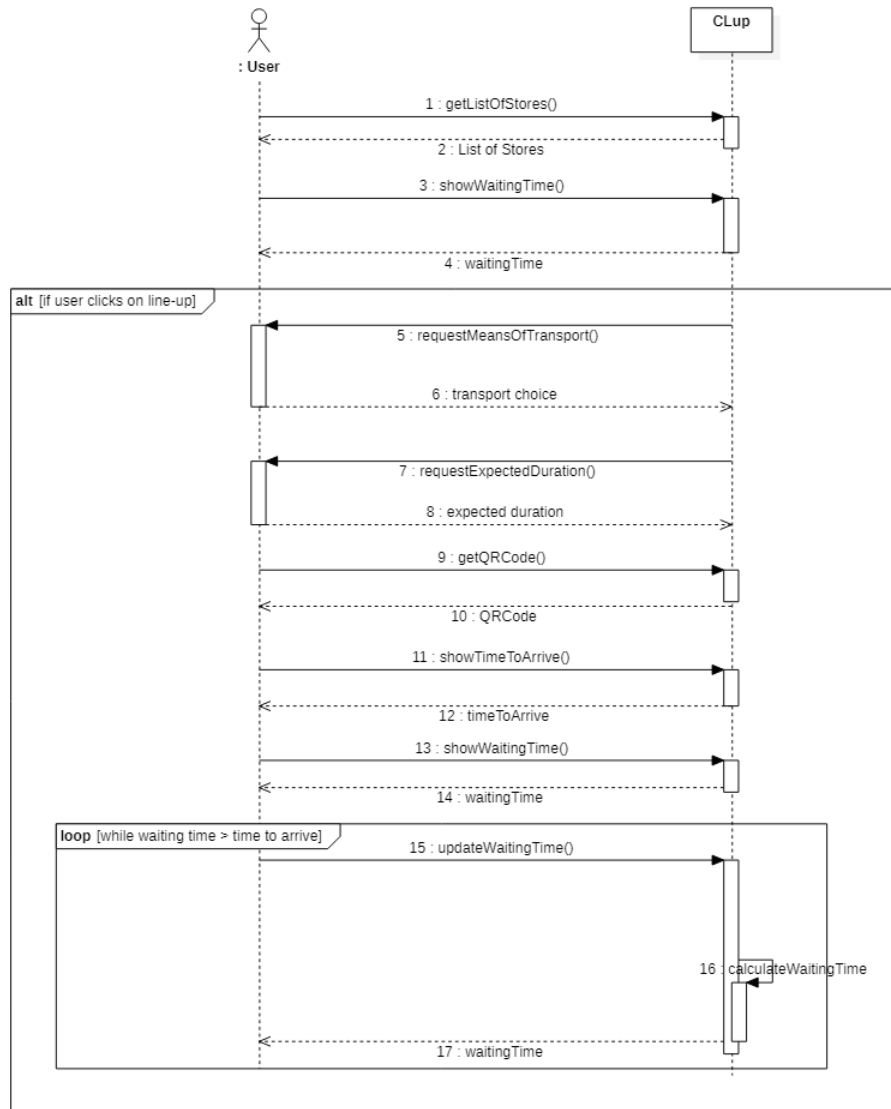 CLup
: User
1 : getListOfStores()
2 : List of Stores
3 : showWaitingTime()
4 : waitingTime
alt [if user clicks on line-up]
5 : requestMeansOfTransport()
6 : transport choice
7 : requestExpectedDuration()
8 : expected duration
9 : getQRCode()
10 : QRCode
11 : showTimeToArrive()
12 : timeToArrive
13 : showWaitingTime()
14 : waitingTime
loop [while waiting time > time to arrive]
15 : updateWaitingTime()
16 : calculateWaitingTime
17 : waitingTime